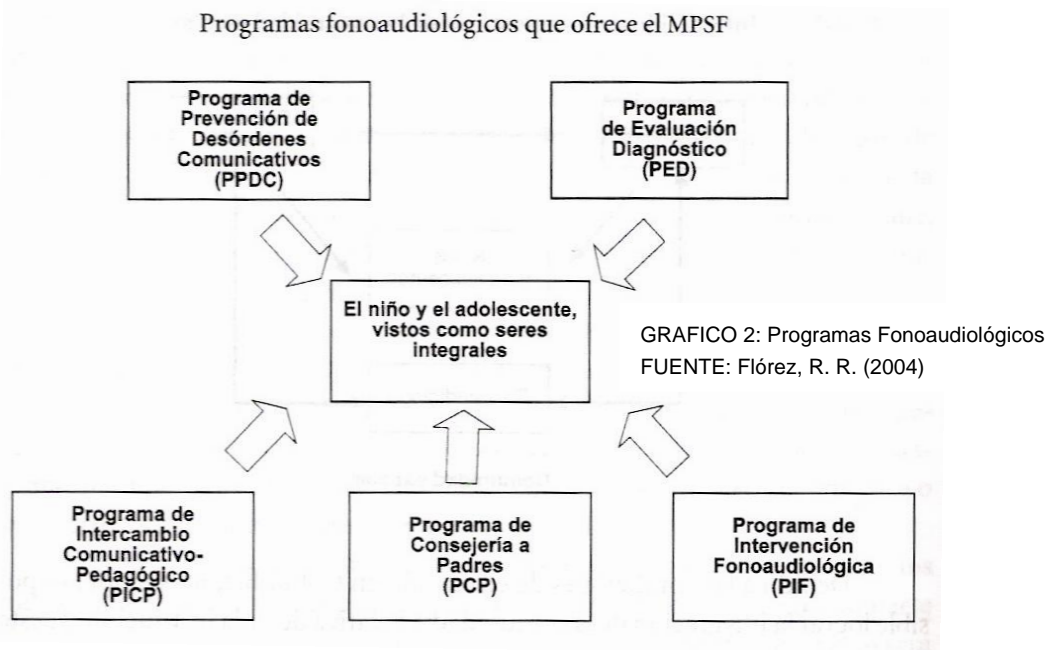 Programas fonoaudiológicos que ofrece el MPSF
Programa de
Prevención de
Desórdenes
Comunicativos
(PPDC)
Programa
de Evaluación
Diagnóstico
(PED)
El niño y el adolescente,
vistos como seres
integrales
GRAFICO 2: Programas Fonoaudiológicos
FUENTE: Flórez, R. R. (2004)
Programa de
Intercambio
Comunicativo-
Pedagógico
(PICP)
Programa de
Consejería a
Padres
(PCP)
Programa de
Intervención
Fonoaudiológica
(PIF)